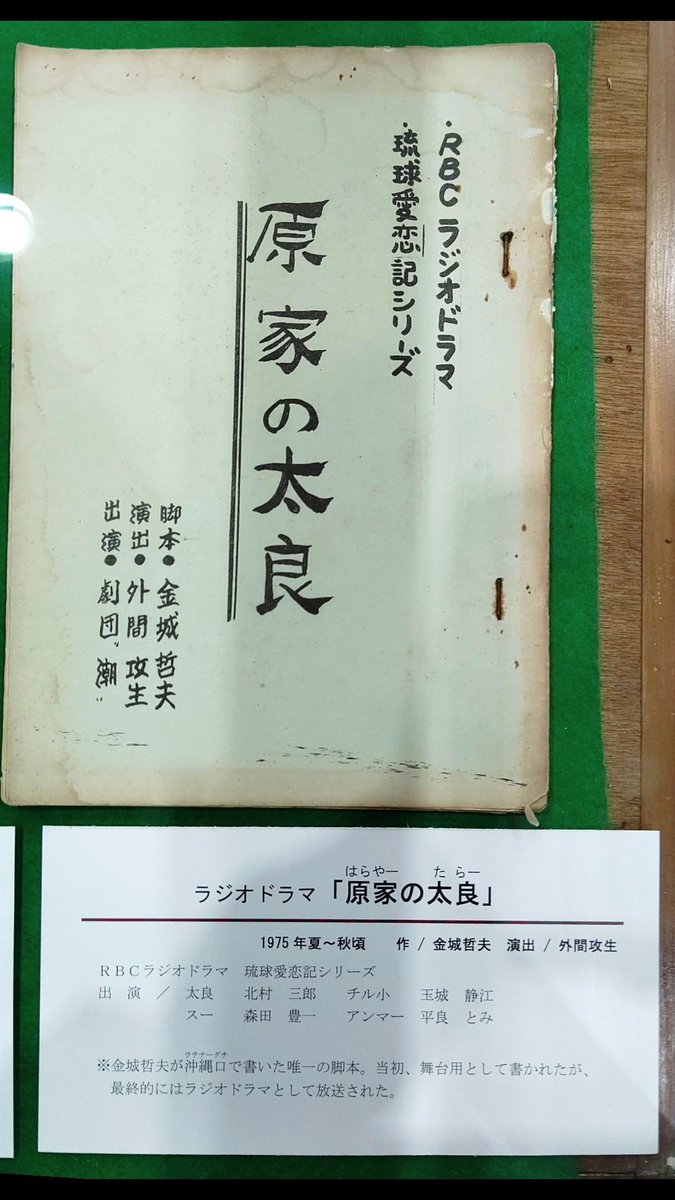 ・RBCラジオドラマ
・琉球愛恋記シリーズ
原家の太良
脚本●金城哲夫
演出●外間攻生
出演●劇団〝潮〟
はらやー たらー
ラジオドラマ「原家の太良」
1975年夏～秋頃 作 / 金城哲夫 演出 / 外間攻生
ＲＢＣラジオドラマ 琉球愛恋記シリーズ
出 演 ／ 太良 北村 三郎 チル小 玉城 静江
スー 森田 豊一 アンマー 平良 とみ
ウチナーグチ
※金城哲夫が沖縄口で書いた唯一の脚本。当初、舞台用として書かれたが、
最終的にはラジオドラマとして放送された。